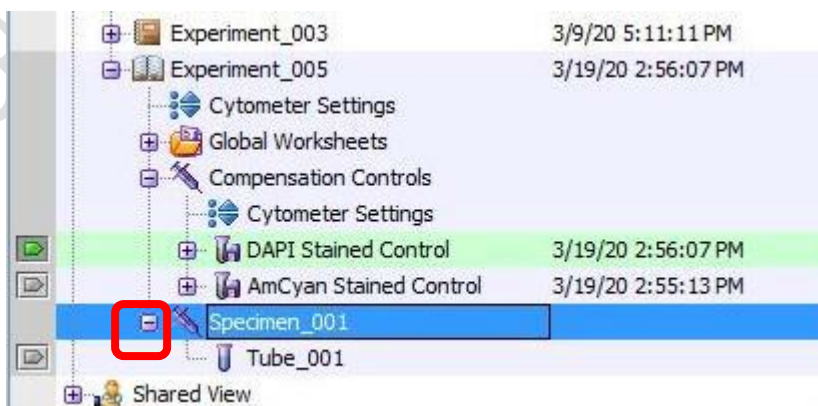 Experiment_003 3/9/20 5:11:11 PM
Experiment_005 3/19/20 2:56:07 PM
Cytometer Settings
Global Worksheets
Compensation Controls
Cytometer Settings
DAPI Stained Control 3/19/20 2:56:07 PM
AmCyan Stained Control 3/19/20 2:55:13 PM
Specimen_001
Tube_001
Shared View